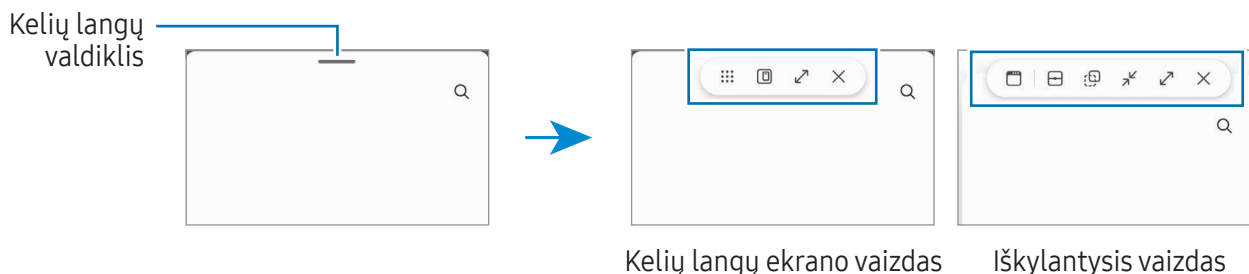 Kelių langų
valdiklis
Kelių langų ekrano vaizdas
Iškylantysis vaizdas